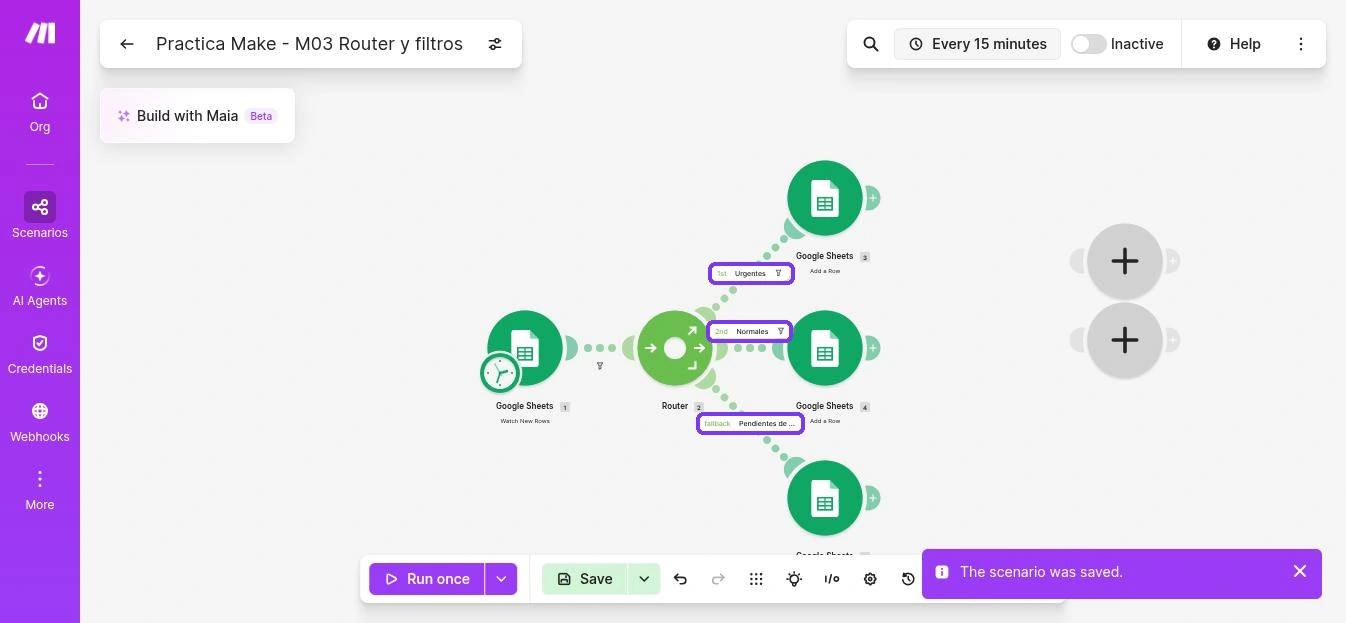 Practica Make - M03 Router y filtros
Every 15 minutes
Inactive
Help
Build with Maia Beta
Org
Scenarios
AI Agents
Credentials
Webhooks
More
Google Sheets 3
Add a Row
1st Urgentes
2nd Normales
Google Sheets 1
Watch New Rows
Router 2
Google Sheets 4
Add a Row
fallback Pendientes de ...
Google Sheets
Run once
Save
The scenario was saved.